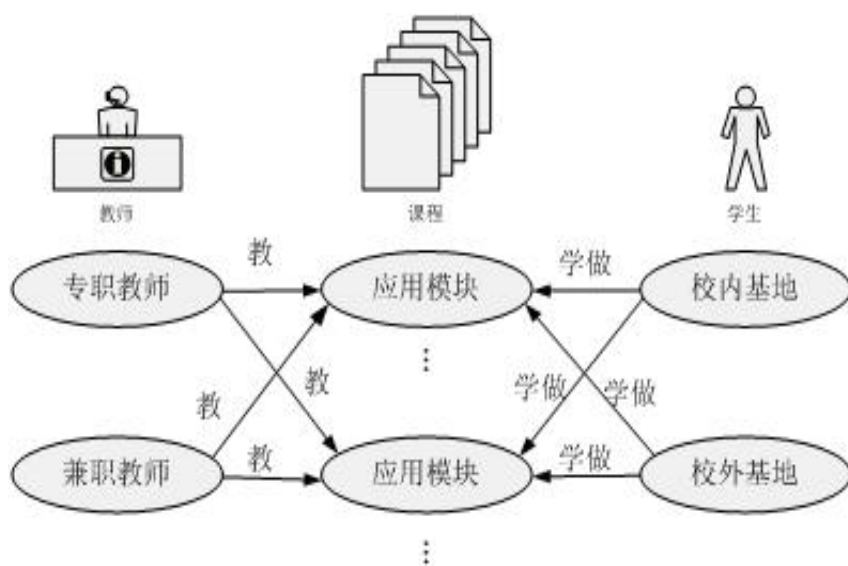 教师
课程
学生
教
学做
专职教师
应用模块
校内基地
教
教
学做
学做
兼职教师
教
应用模块
学做
校外基地